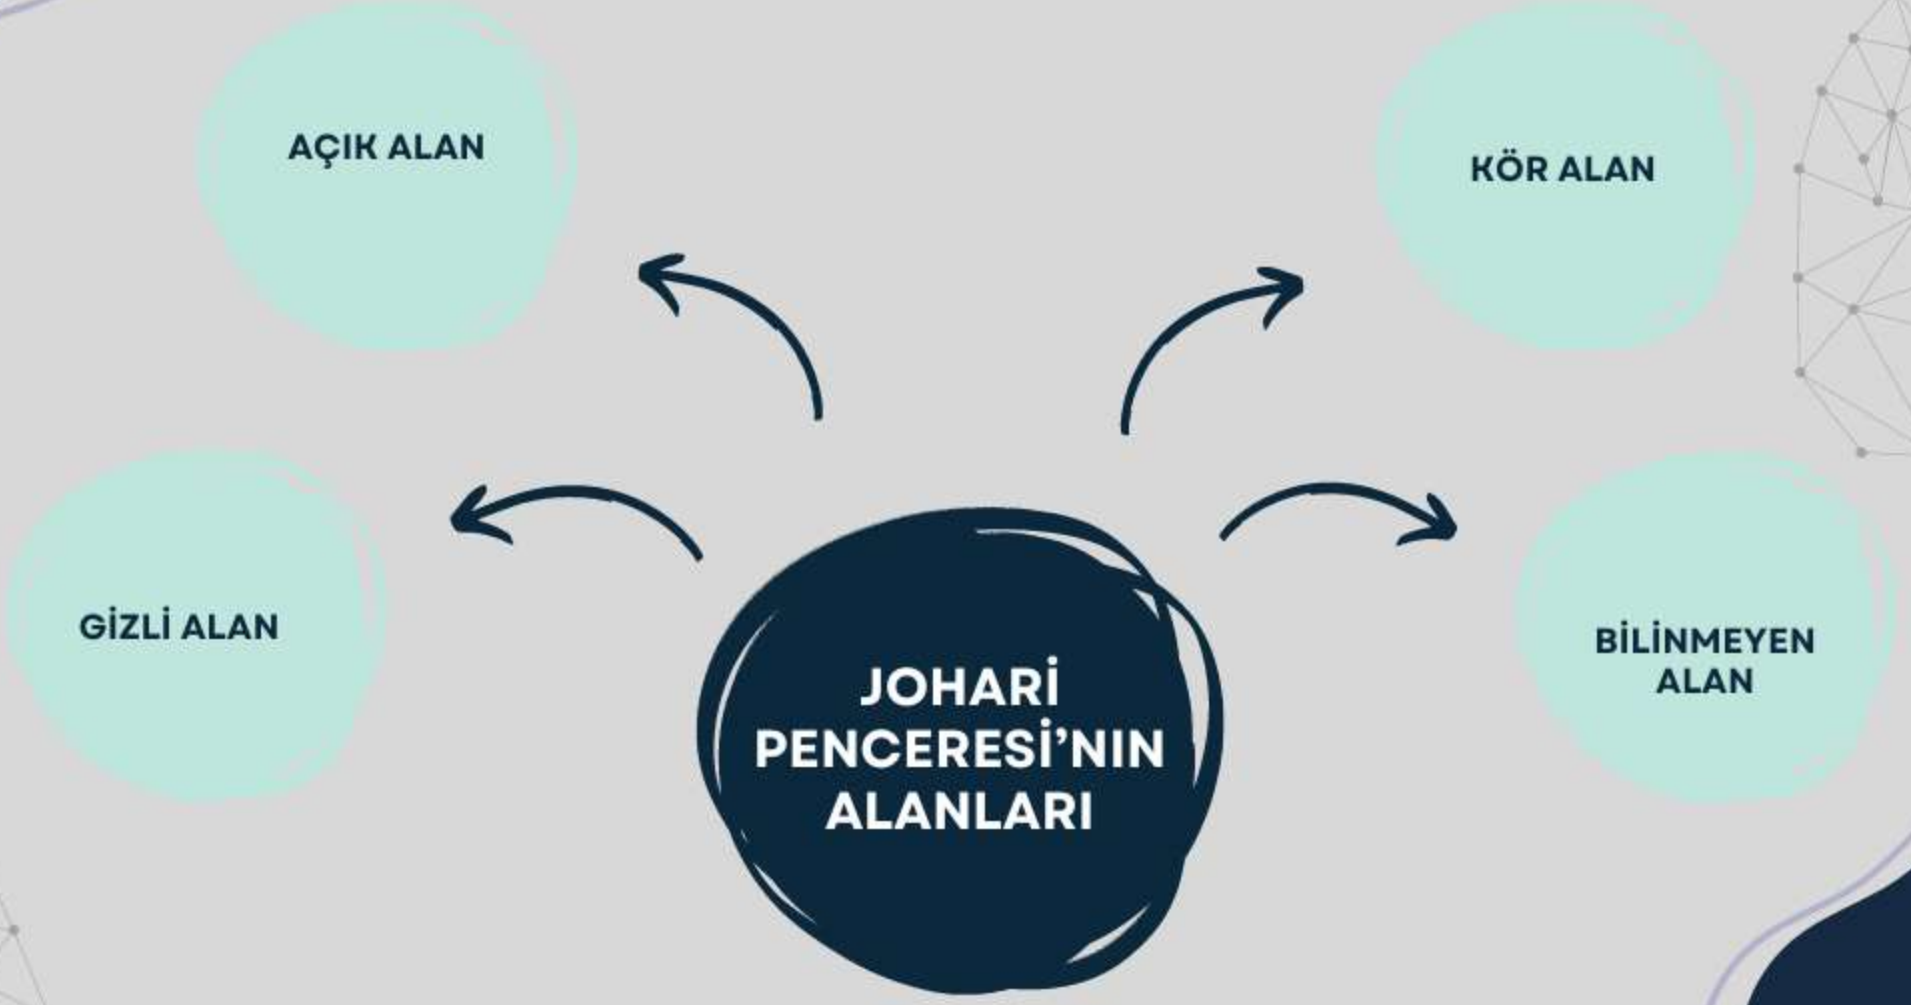 AÇIK ALAN
KÖR ALAN
GİZLİ ALAN
BİLİNMEYEN
ALAN
JOHARİ
PENCERESİ’NIN
ALANLARI